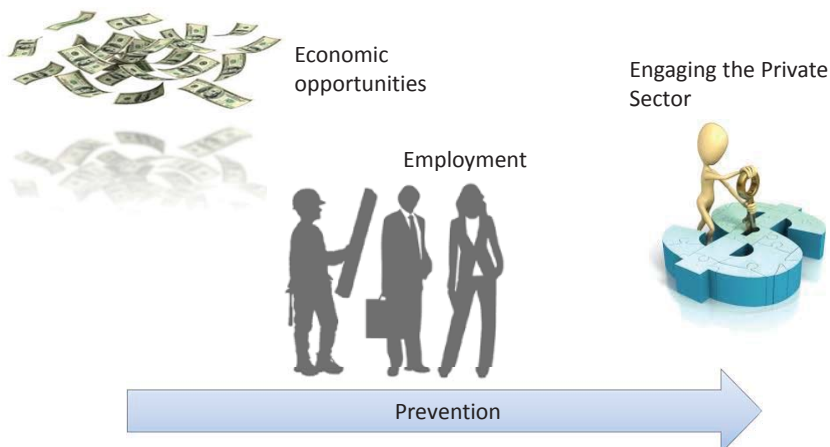 Economic
opportunities
Engaging the Private
Sector
Employment
Prevention